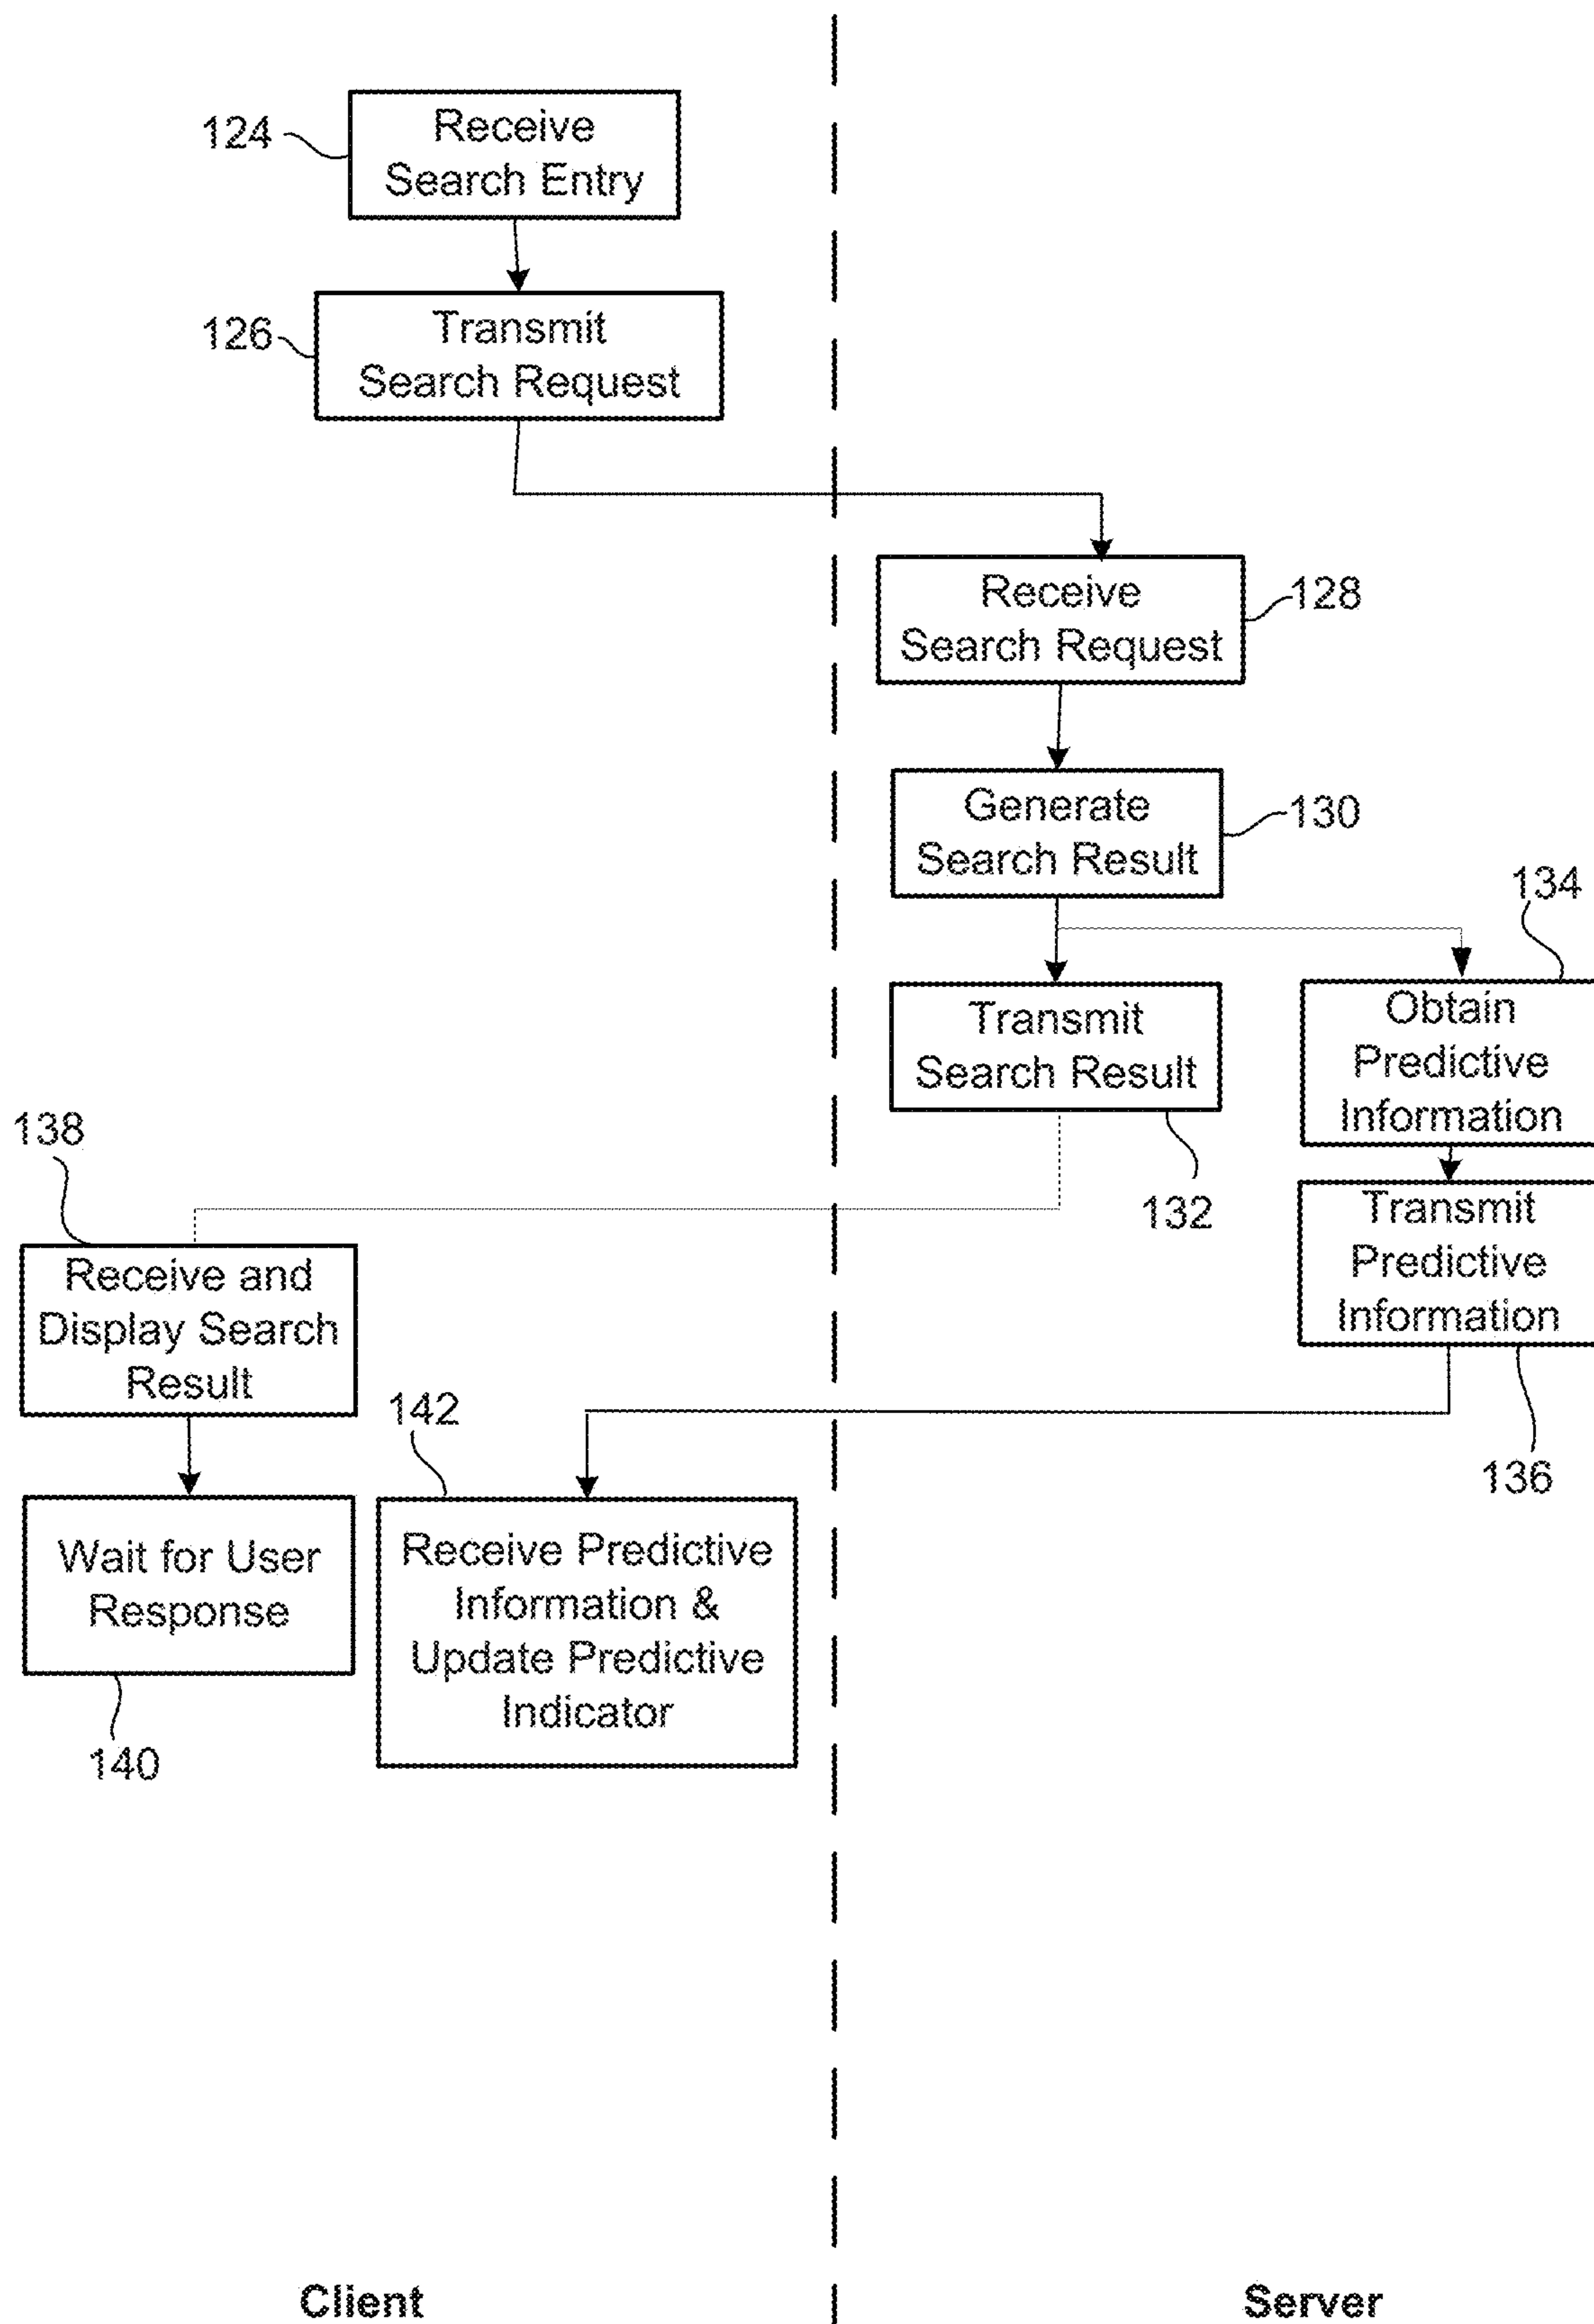 124
Receive
Search Entry
126
Transmit
Search Request
Receive
Search Request
128
Generate
Search Result
130
134
Transmit
Search Result
132
Obtain
Predictive
Information
Transmit
Predictive
Information
136
138
Receive and
Display Search
Result
142
Wait for User
Response
140
Receive Predictive
Information &
Update Predictive
Indicator
Client
Server